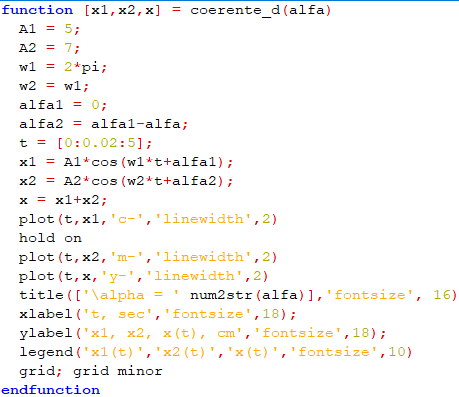 function [x1,x2,x] = coerente_d(alfa)
A1 = 5;
A2 = 7;
w1 = 2*pi;
w2 = w1;
alfa1 = 0;
alfa2 = alfa1-alfa;
t = [0:0.02:5];
x1 = A1*cos(w1*t+alfa1);
x2 = A2*cos(w2*t+alfa2);
x = x1+x2;
plot(t,x1,'c-','linewidth',2)
hold on
plot(t,x2,'m-','linewidth',2)
plot(t,x,'y-','linewidth',2)
title(['\alpha = ' num2str(alfa)],'fontsize', 16)
xlabel('t, sec','fontsize',18);
ylabel('x1, x2, x(t), cm','fontsize',18);
legend('x1(t)','x2(t)','x(t)','fontsize',10)
grid; grid minor
endfunction